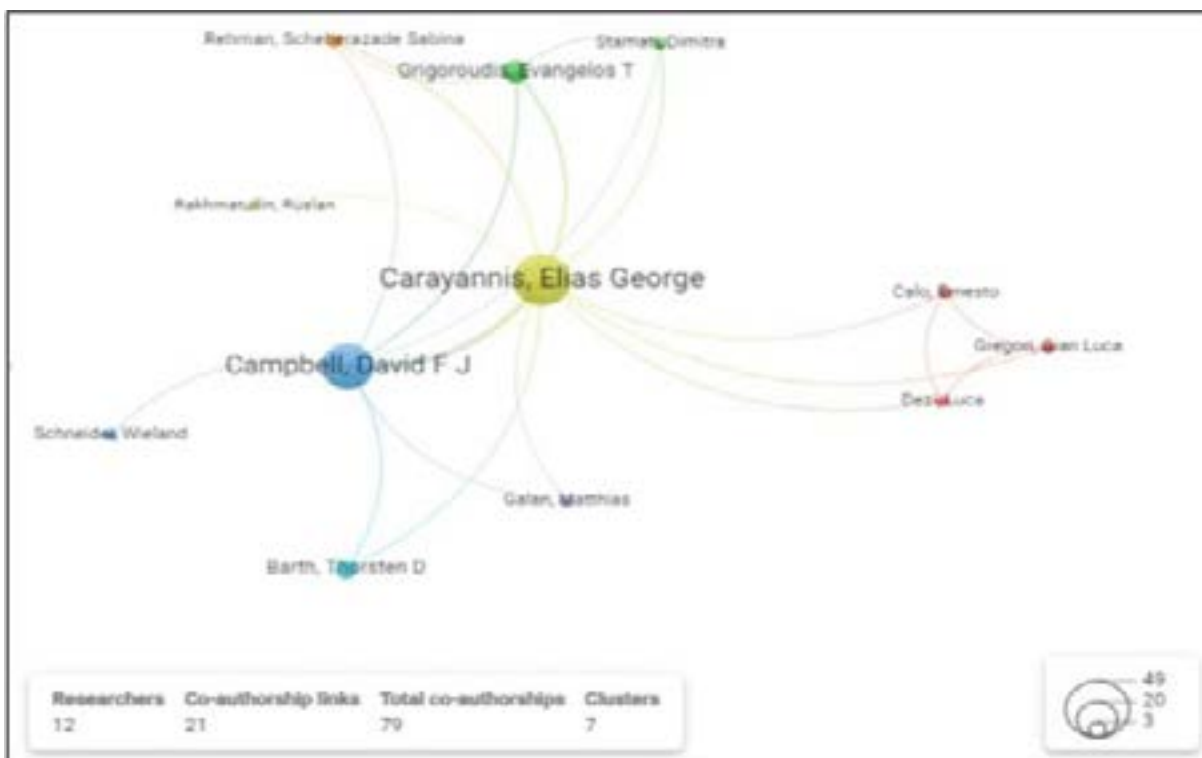 Rehman, Scheherazade Sabina
Stamati, Dimitra
Grigoroudis, Evangelos T
Rakhmatullin, Ruslan
Carayannis, Elias George
Calo, Ernesto
Gregori, Gian Luca
Campbell, David F J
Dezi, Luca
Schneider, Wieland
Galan, Matthias
Barth, Thorsten D
Researchers Co-authorship links Total co-authorships Clusters
12 21 79 7
49
20
3